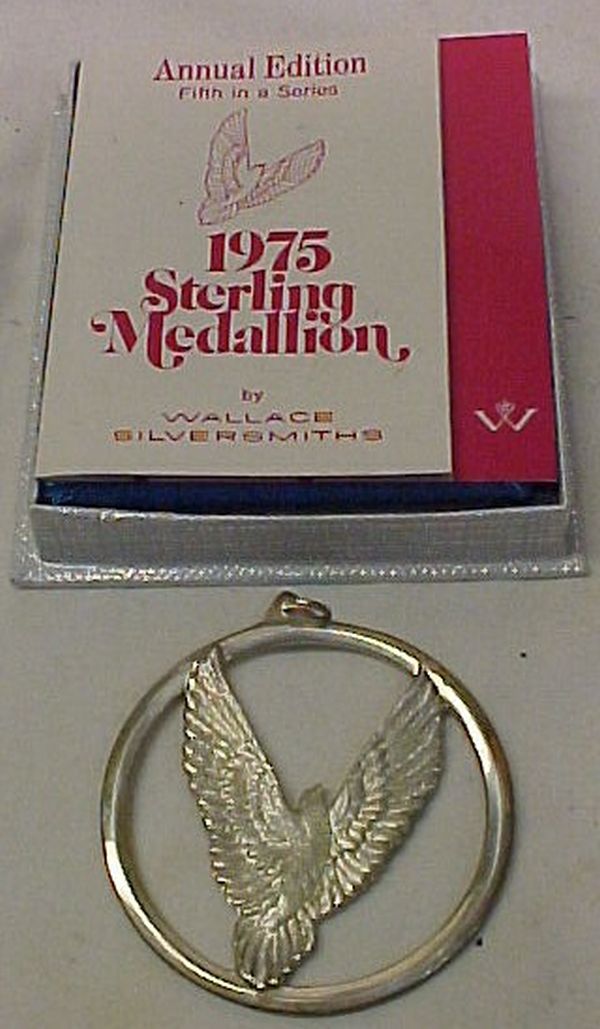 Annual Edition
Fifth in a Series
1975
Sterling
Medallion
by
WALLACE
SILVERSMITHS
W